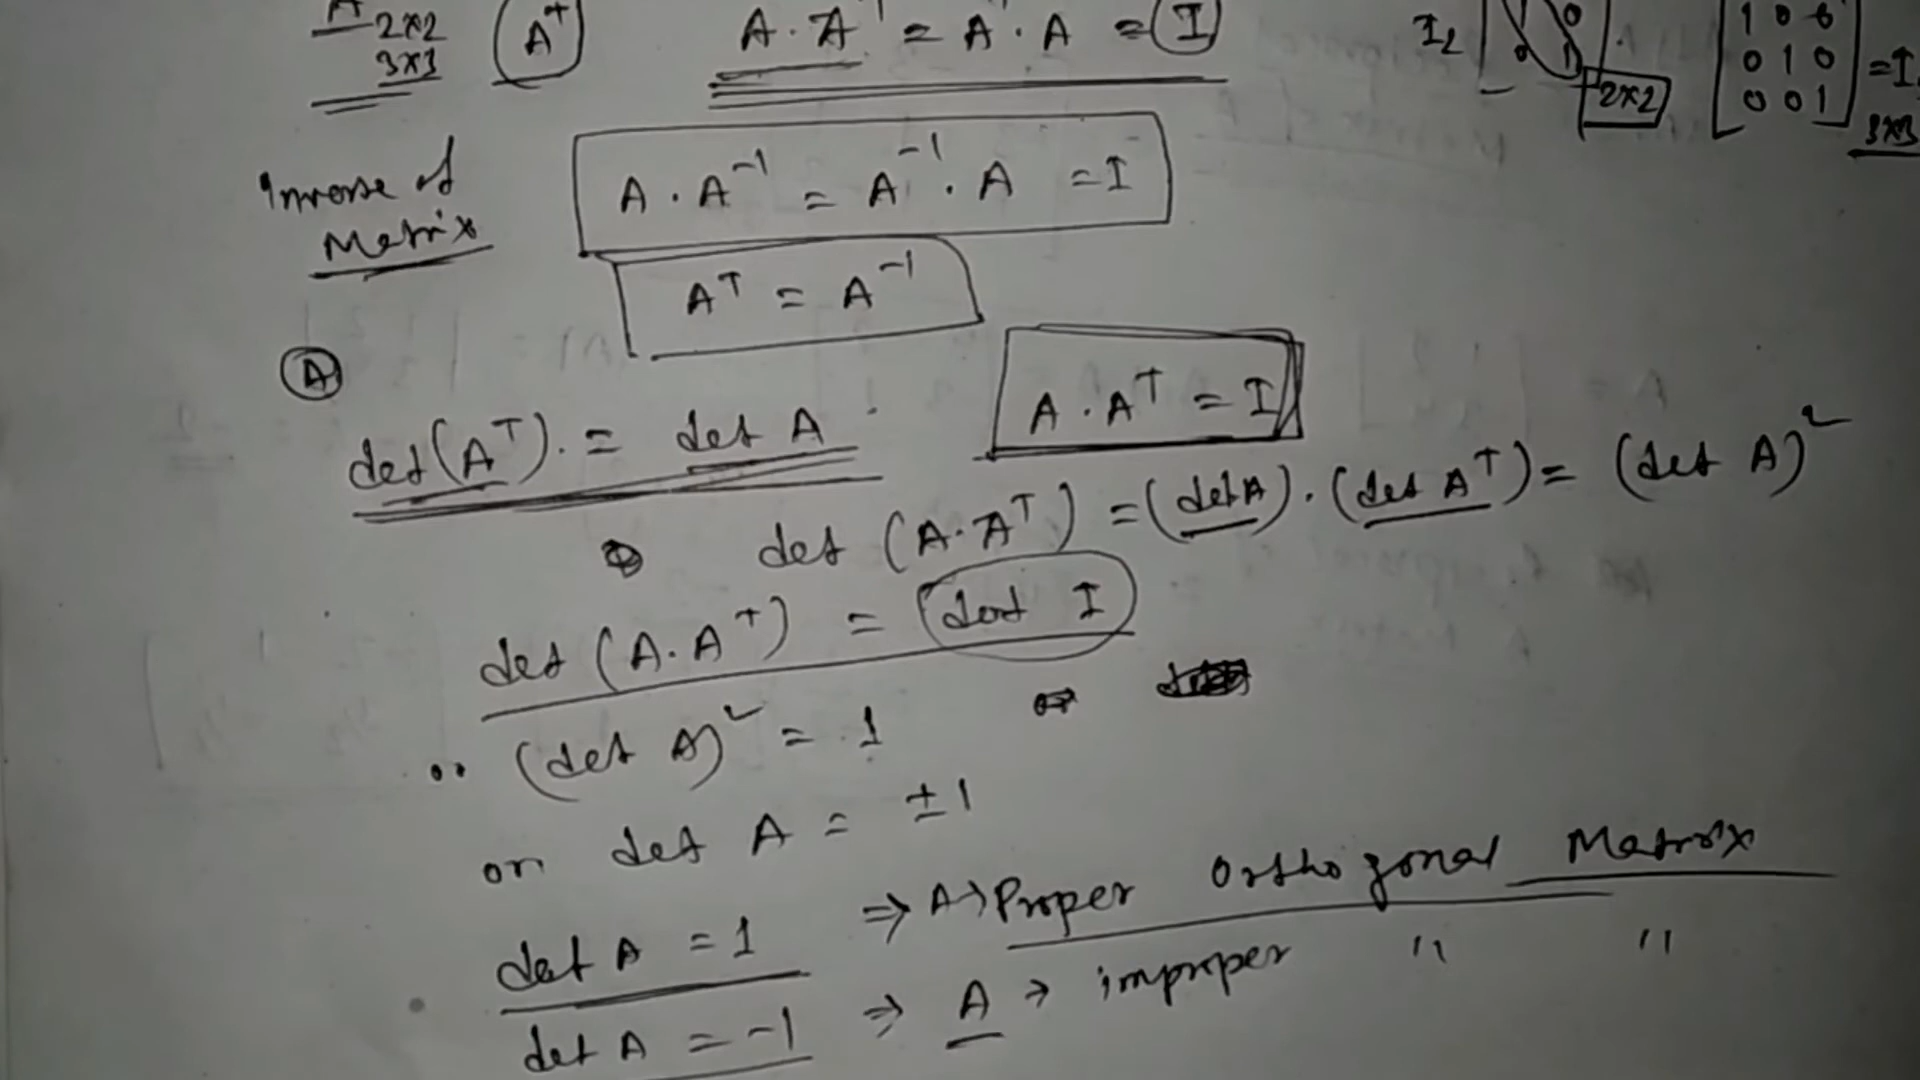 A 2×2
3×3
A^T
A . A^T = A^T . A = I
I_2 [1 0
0 1] 2×2
[1 0 0
0 1 0
0 0 1] = I
3×3
Inverse of
Matrix
A . A^-1 = A^-1 . A = I
A^T = A^-1
A
det(A^T) . = det A .
A . A^T = I
det (A.A^T) = (det A) . (det A^T) = (det A)^2
det (A.A^T) = det I
or (det A)^2 = 1
or det A = ±1
det A = 1 ⇒ A → Proper Orthogonal Matrix
det A = -1 ⇒ A → improper " "